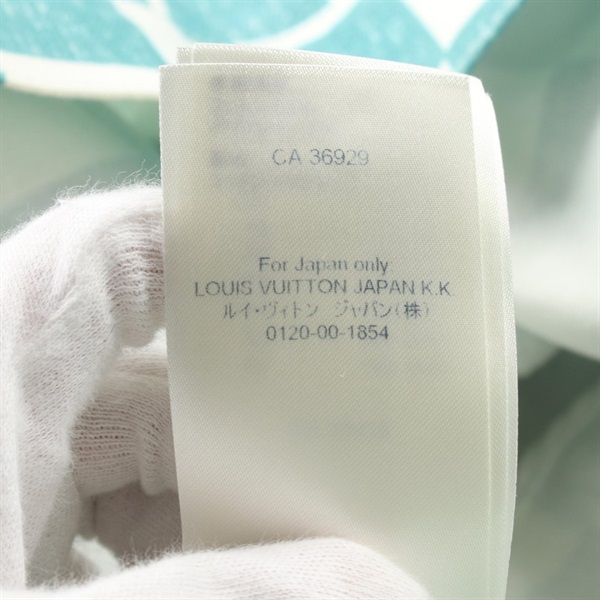 CA 36929
For Japan only:
LOUIS VUITTON JAPAN K.K.
ルイ・ヴィトン ジャパン(株)
0120-00-1854